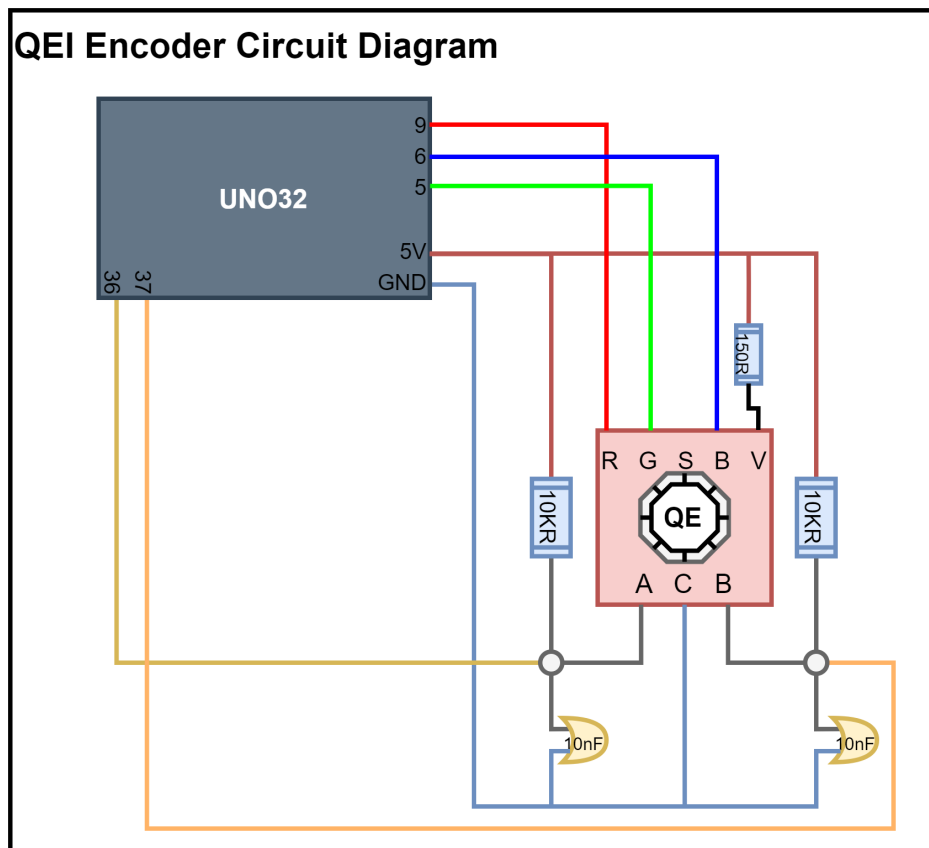 QEI Encoder Circuit Diagram
9
6
UNO32
5
5V
GND
36
37
150R
R G S B V
10KR
QE
10KR
A C B
10nF
10nF